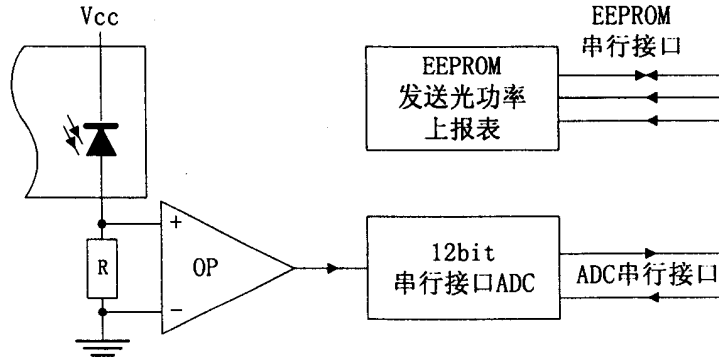 Vcc
EEPROM
串行接口
EEPROM
发送光功率
上报表
+
R
OP
−
12bit
串行接口ADC
ADC串行接口